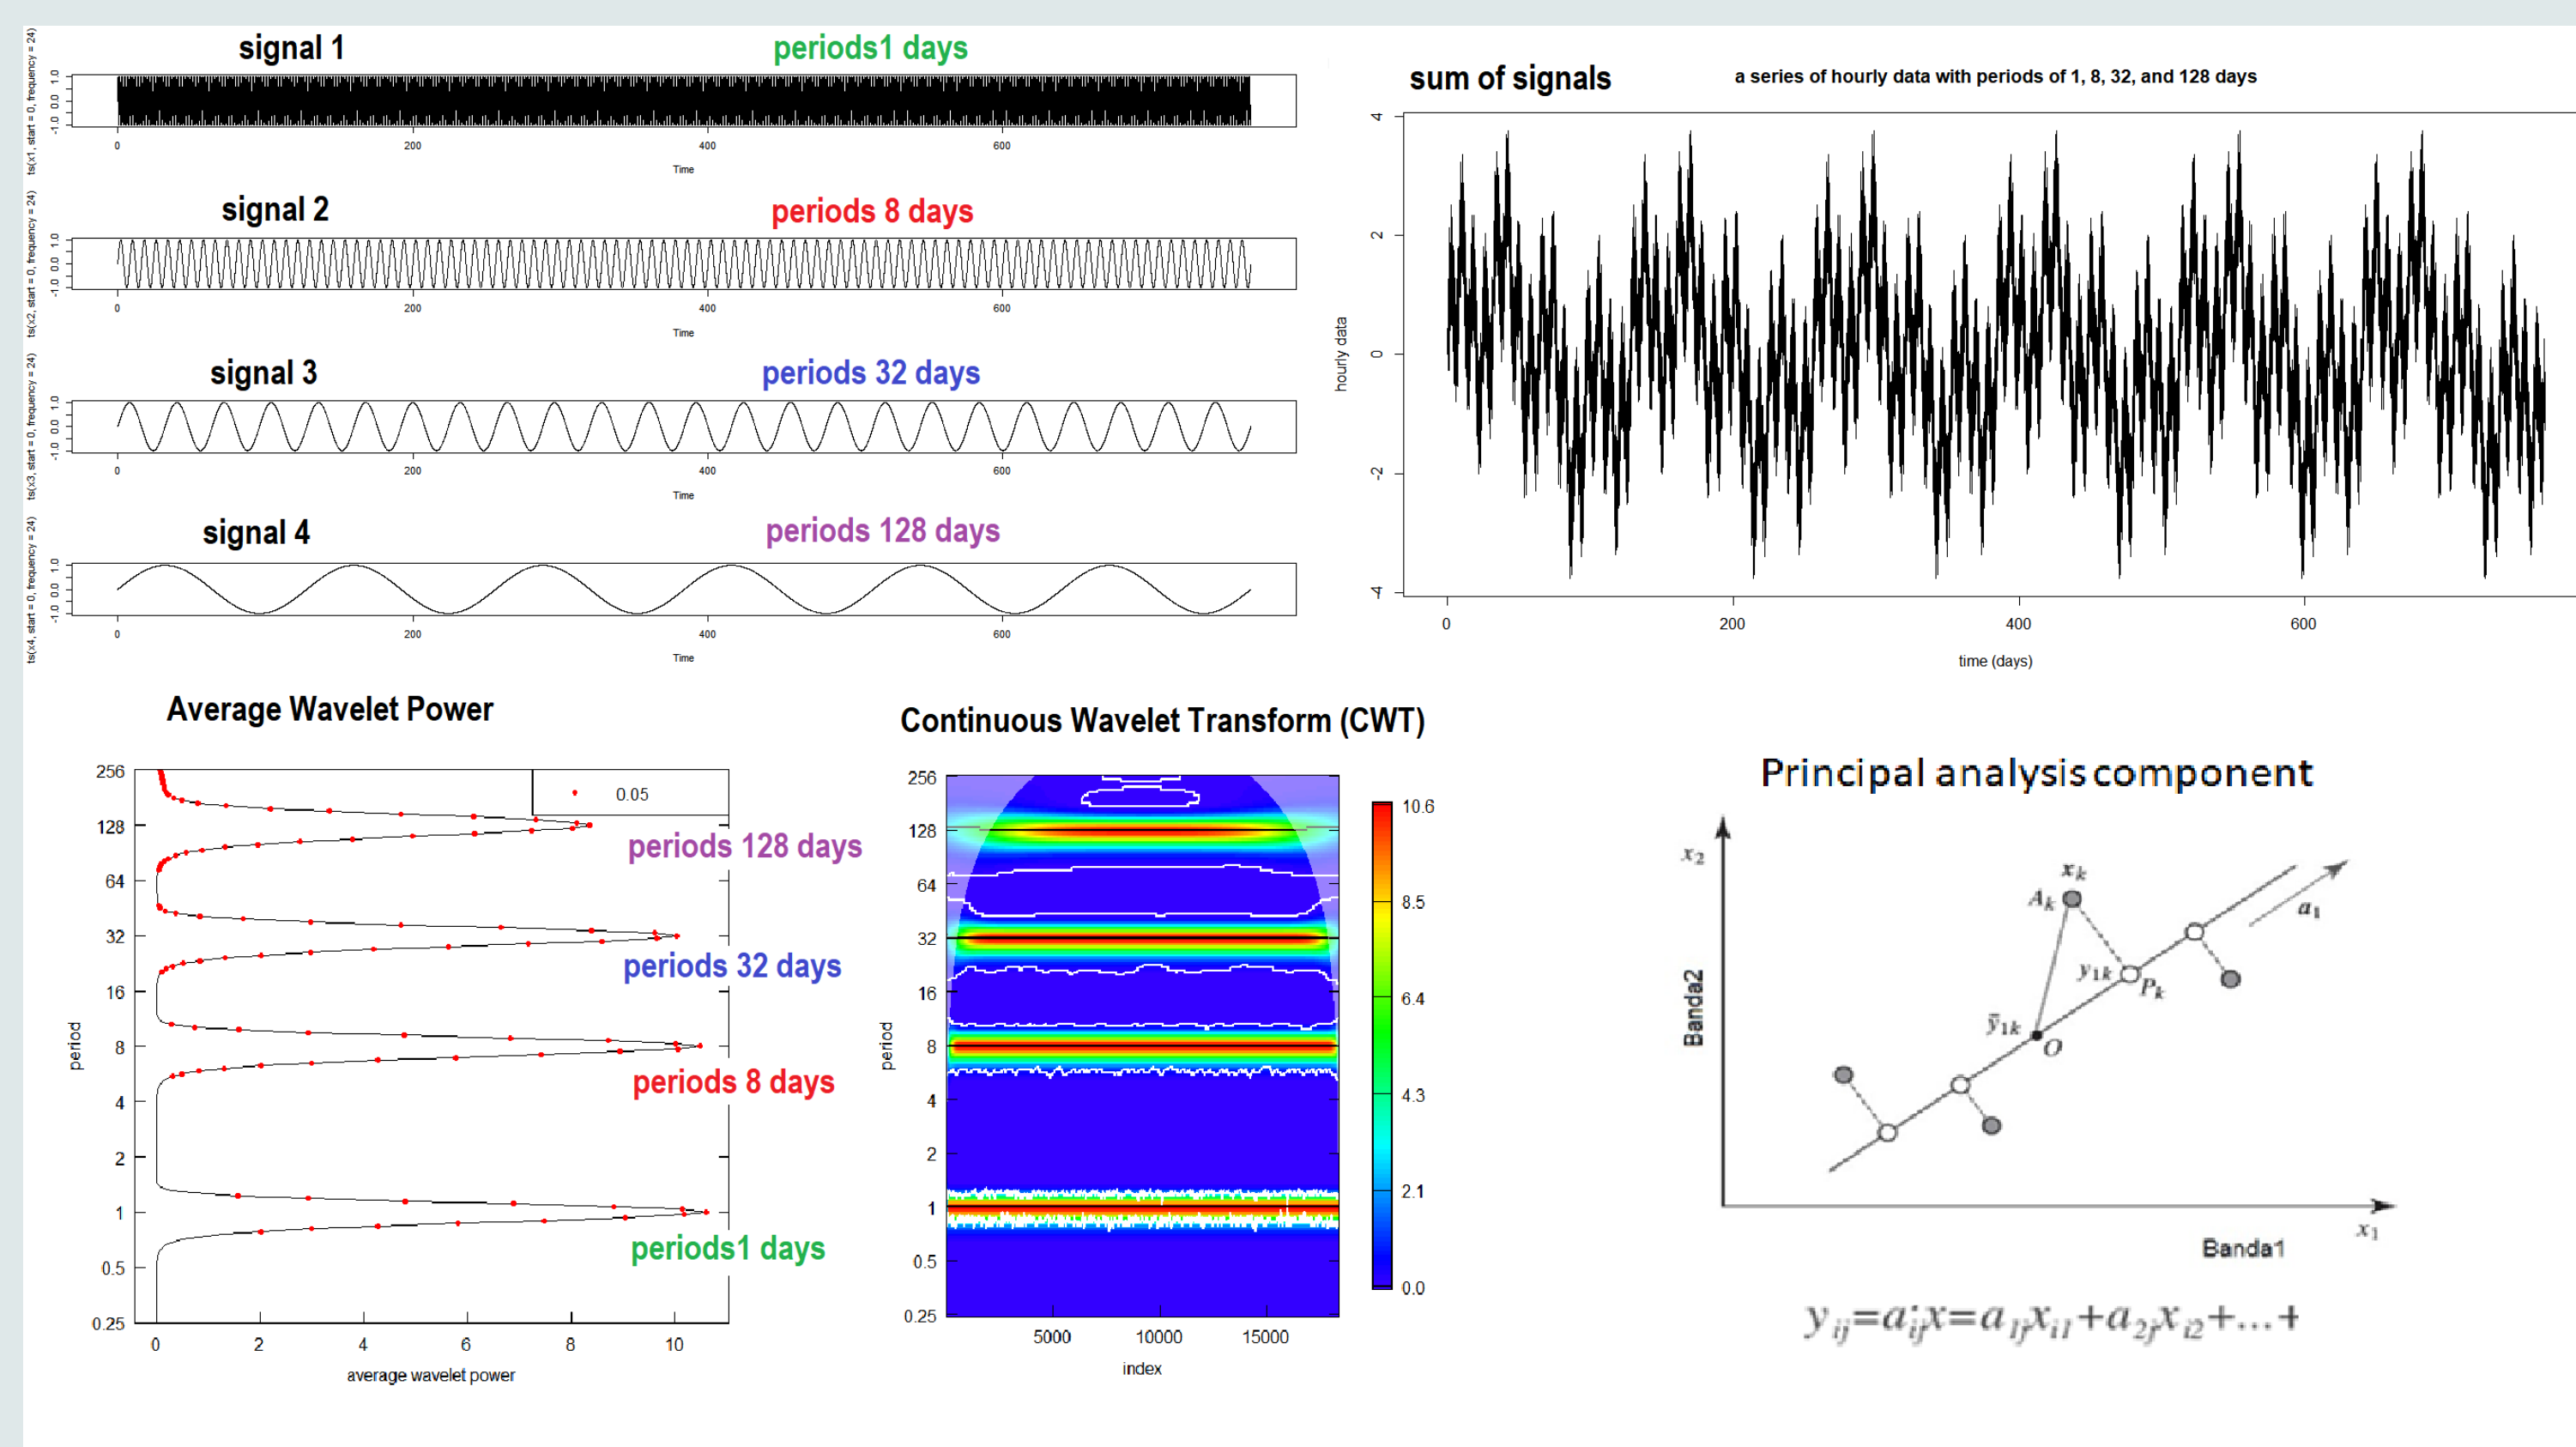 signal 1
periods1 days
ts(x1, start = 0, frequency = 24)
1.0
0.0
-1.0
0
200
400
600
Time
signal 2
periods 8 days
ts(x2, start = 0, frequency = 24)
1.0
0.0
-1.0
0
200
400
600
Time
signal 3
periods 32 days
ts(x3, start = 0, frequency = 24)
1.0
0.0
-1.0
0
200
400
600
Time
signal 4
periods 128 days
ts(x4, start = 0, frequency = 24)
1.0
0.0
-1.0
0
200
400
600
Time
sum of signals
a series of hourly data with periods of 1, 8, 32, and 128 days
hourly data
4
2
0
-2
-4
0
200
400
600
time (days)
Average Wavelet Power
period
256
128
64
32
16
8
4
2
1
0.5
0.25
0.05
periods 128 days
periods 32 days
periods 8 days
periods1 days
0
2
4
6
8
10
average wavelet power
Continuous Wavelet Transform (CWT)
period
256
128
64
32
16
8
4
2
1
0.5
0.25
5000
10000
15000
index
10.6
8.5
6.4
4.3
2.1
0.0
Principal analysis component
x2
Banda2
xk
Ak
a1
y1k
Pk
ȳ1k
O
x1
Banda1
yij=aijx=a1jxi1+a2jxi2+...+